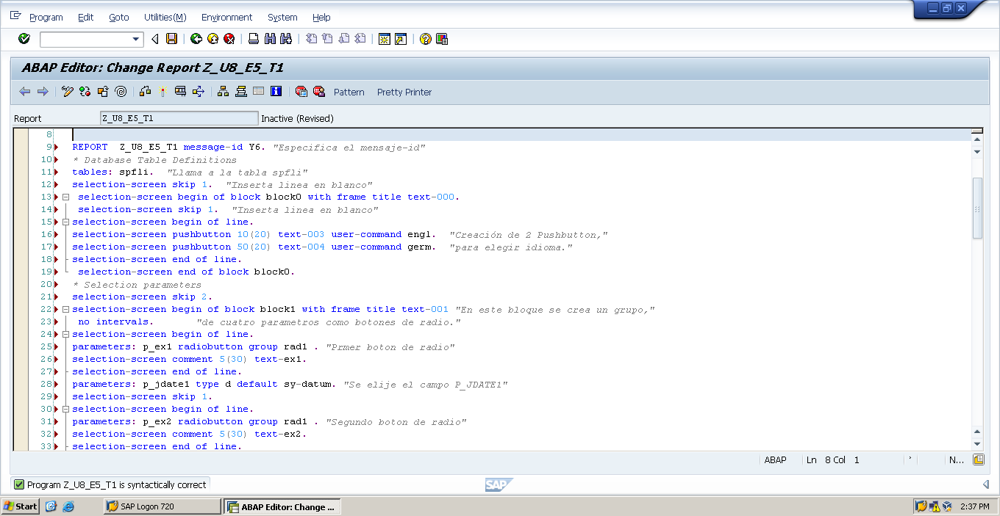 Program Edit Goto Utilities(M) Environment System Help
ABAP Editor: Change Report Z_U8_E5_T1
Pattern Pretty Printer
Report Z_U8_E5_T1 Inactive (Revised)
8
9 REPORT  Z_U8_E5_T1 message-id Y6. "Especifica el mensaje-id"
10 * Database Table Definitions
11 tables: spfli.  "Llama a la tabla spfli"
12 selection-screen skip 1.  "Inserta linea en blanco"
13 selection-screen begin of block block0 with frame title text-000.
14 selection-screen skip 1.  "Inserta linea en blanco"
15 selection-screen begin of line.
16 selection-screen pushbutton 10(20) text-003 user-command engl.  "Creación de 2 Pushbutton,"
17 selection-screen pushbutton 50(20) text-004 user-command germ.  "para elegir idioma."
18 selection-screen end of line.
19 selection-screen end of block block0.
20 * Selection parameters
21 selection-screen skip 2.
22 selection-screen begin of block block1 with frame title text-001 "En este bloque se crea un grupo,"
23 no intervals.       "de cuatro parametros como botones de radio."
24 selection-screen begin of line.
25 parameters: p_ex1 radiobutton group rad1 . "Prmer boton de radio"
26 selection-screen comment 5(30) text-ex1.
27 selection-screen end of line.
28 parameters: p_jdate1 type d default sy-datum. "Se elije el campo P_JDATE1"
29 selection-screen skip 1.
30 selection-screen begin of line.
31 parameters: p_ex2 radiobutton group rad1 . "Segundo boton de radio"
32 selection-screen comment 5(30) text-ex2.
33 selection-screen end of line.
ABAP Ln 8 Col 1 N...
Program Z_U8_E5_T1 is syntactically correct
SAP
Start SAP Logon 720 ABAP Editor: Change ... 2:37 PM